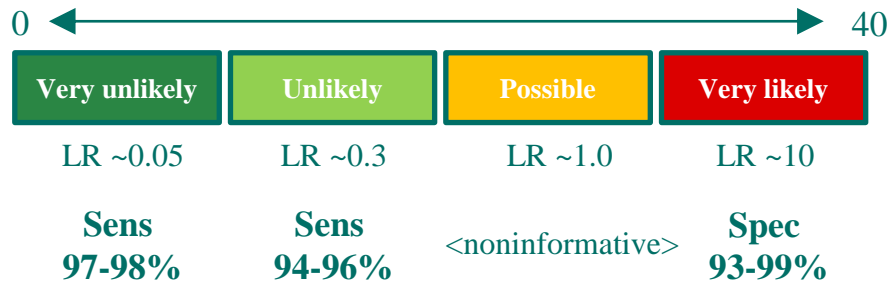 0 40
Very unlikely Unlikely Possible Very likely
LR ~0.05 LR ~0.3 LR ~1.0 LR ~10
Sens Sens <noninformative> Spec
97-98% 94-96% 93-99%